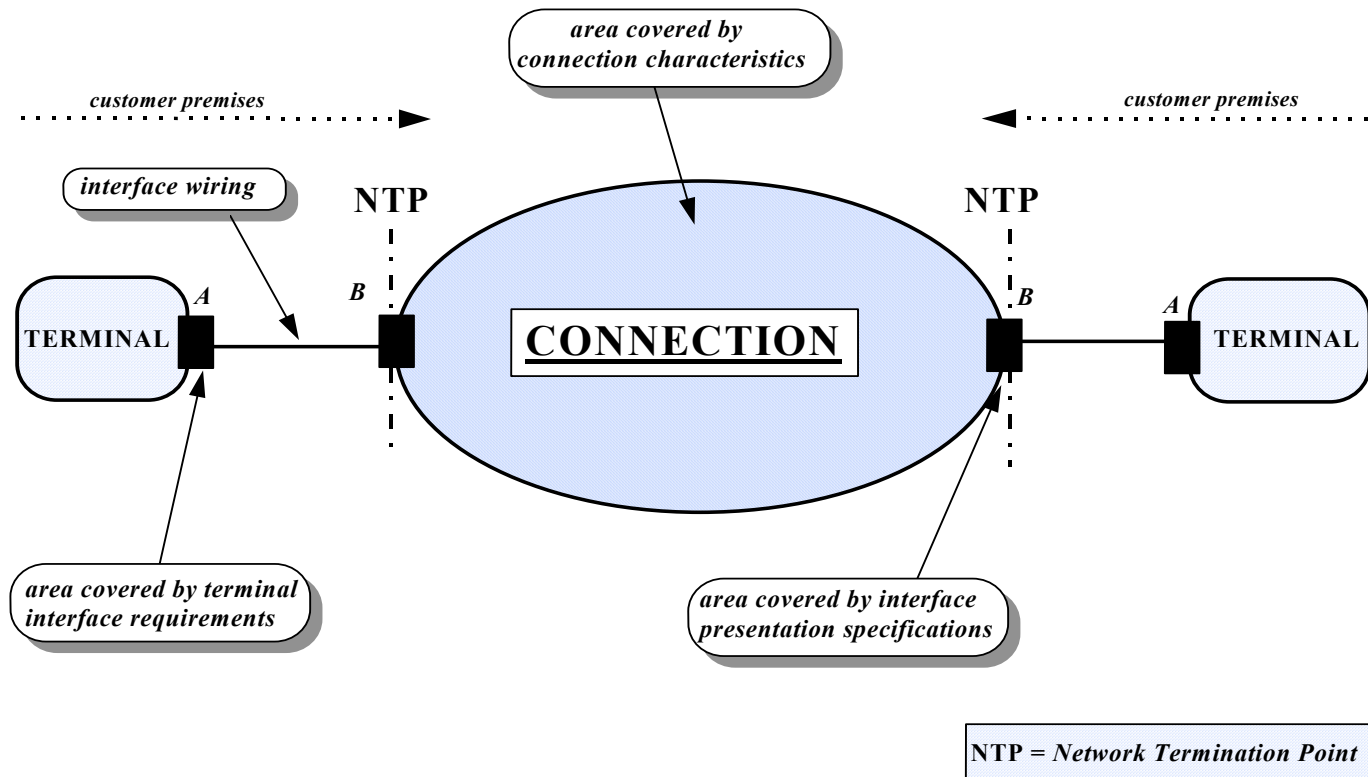 area covered by
connection characteristics
customer premises
customer premises
interface wiring
NTP
NTP
A
B
B
A
TERMINAL
CONNECTION
TERMINAL
area covered by terminal
interface requirements
area covered by interface
presentation specifications
NTP = Network Termination Point